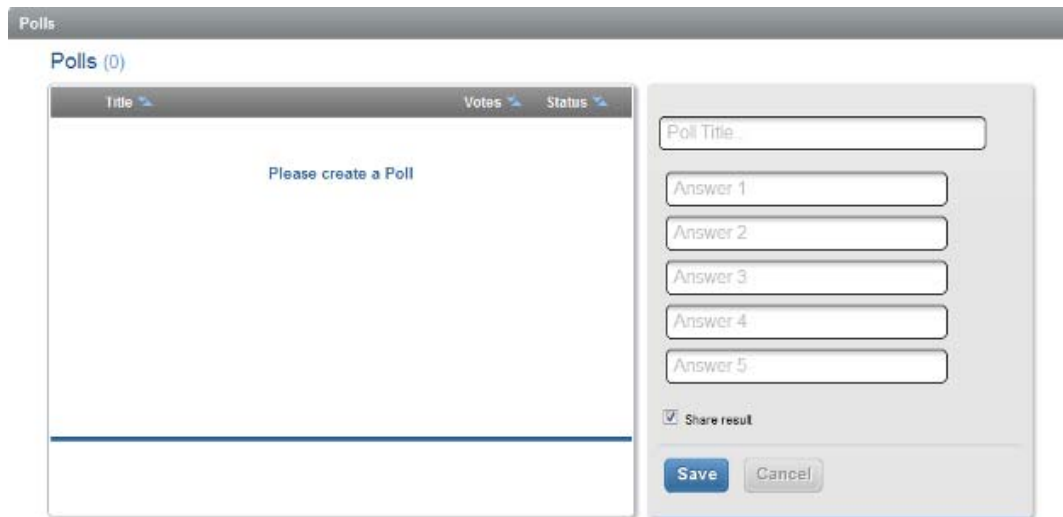 Polls
Polls (0)
Title Votes Status
Please create a Poll
Poll Title..
Answer 1
Answer 2
Answer 3
Answer 4
Answer 5
Share result
Save Cancel